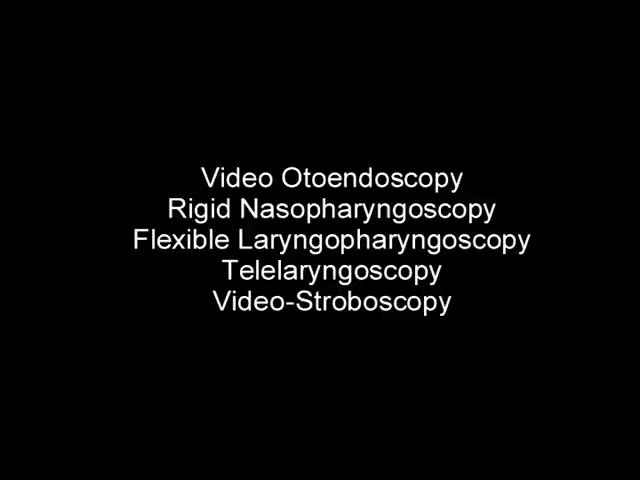 Video Otoendoscopy
Rigid Nasopharyngoscopy
Flexible Laryngopharyngoscopy
Telelaryngoscopy
Video-Stroboscopy